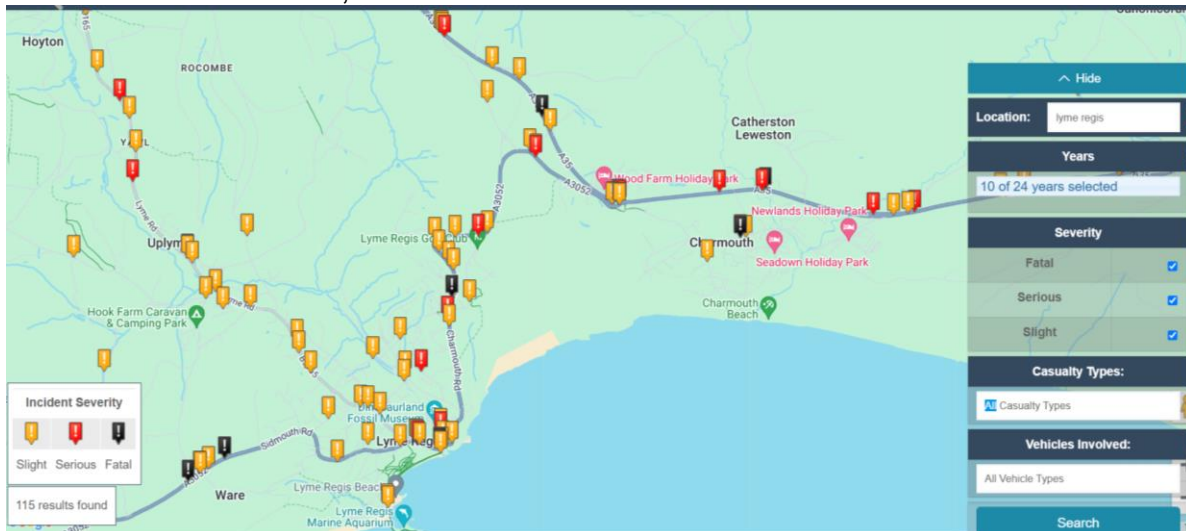 Hoyton
ROCOMBE
Catherston
Leweston
Wood Farm Holiday Park
A35
A3052
A3052
Newlands Holiday Park
Lyme Rd
Lyme Regis Golf Club
Charmouth
Seadown Holiday Park
Hook Farm Caravan
& Camping Park
Charmouth
Beach
Charmouth Rd
Fossil Museum
Sidmouth Rd
Ware
Lyme Regis Beach
Lyme Regis
Marine Aquarium
Incident Severity
Slight Serious Fatal
115 results found
Hide
Location: lyme regis
Years
10 of 24 years selected
Severity
Fatal
Serious
Slight
Casualty Types:
All Casualty Types
Vehicles Involved:
All Vehicle Types
Search